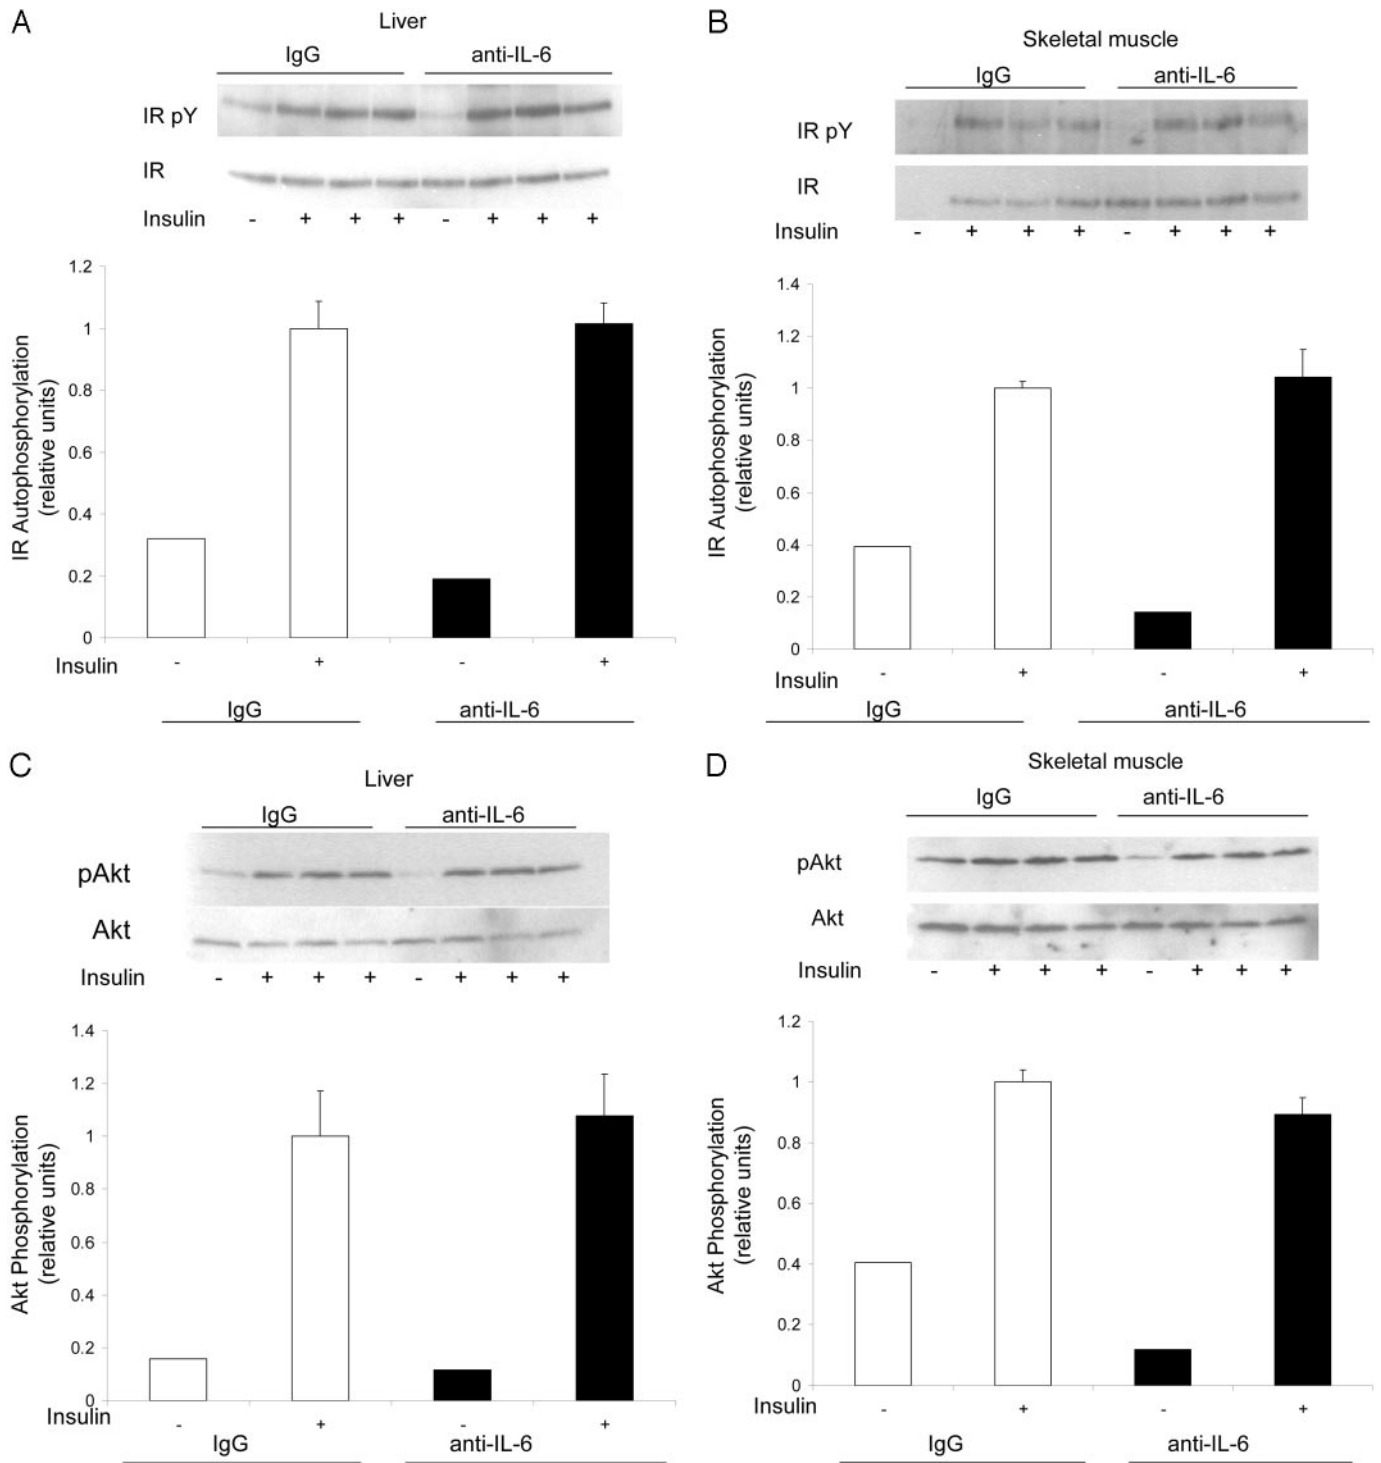 A
Liver
IgG anti-IL-6
IR pY
IR
Insulin - + + + - + + +
1.2
1
0.8
0.6
0.4
0.2
0
IR Autophosphorylation
(relative units)
Insulin - + - +
IgG anti-IL-6
B
Skeletal muscle
IgG anti-IL-6
IR pY
IR
Insulin - + + + - + + +
1.4
1.2
1
0.8
0.6
0.4
0.2
0
IR Autophosphorylation
(relative units)
Insulin - + - +
IgG anti-IL-6
C
Liver
IgG anti-IL-6
pAkt
Akt
Insulin - + + + - + + +
1.4
1.2
1
0.8
0.6
0.4
0.2
0
Akt Phosphorylation
(relative units)
Insulin - + - +
IgG anti-IL-6
D
Skeletal muscle
IgG anti-IL-6
pAkt
Akt
Insulin - + + + - + + +
1.2
1
0.8
0.6
0.4
0.2
0
Akt Phosphorylation
(relative units)
Insulin - + - +
IgG anti-IL-6